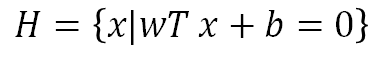 H = {x|wT x + b = 0}